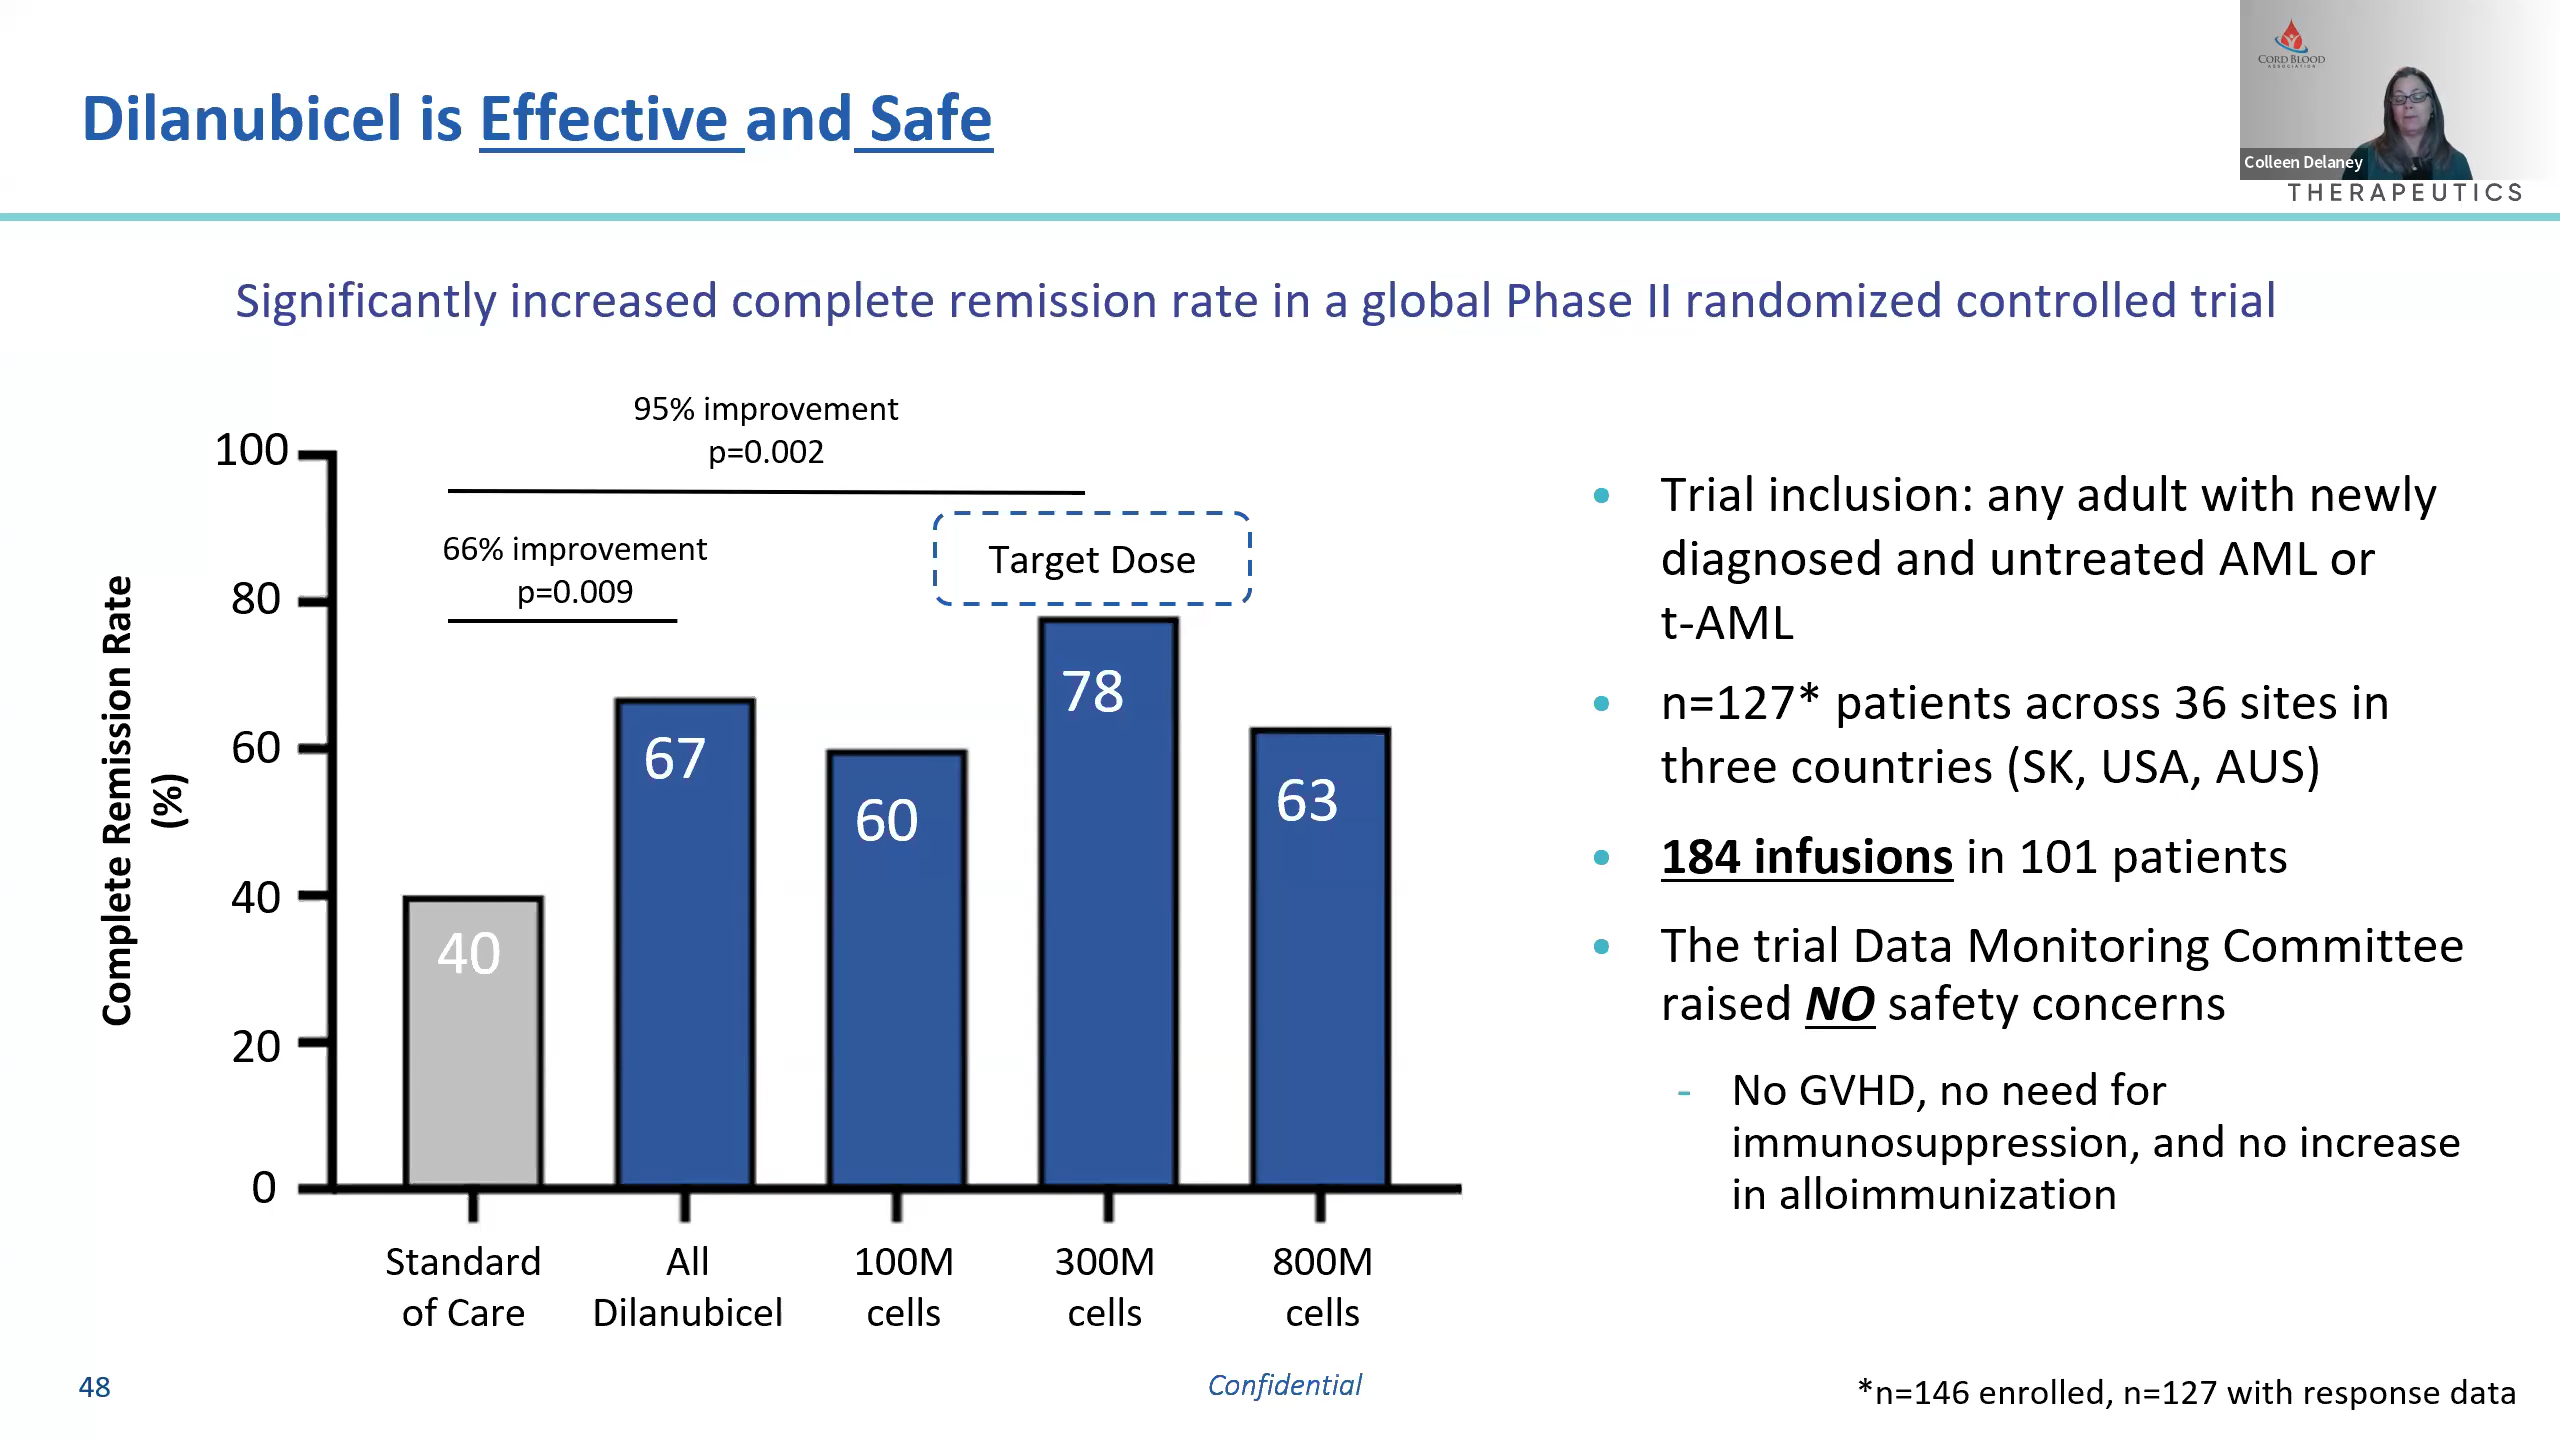 CORD BLOOD
ASSOCIATION
Colleen Delaney
THERAPEUTICS
Dilanubicel is Effective and Safe
Significantly increased complete remission rate in a global Phase II randomized controlled trial
95% improvement
p=0.002
66% improvement
p=0.009
Target Dose
Complete Remission Rate
(%)
100
80
60
40
20
0
40
67
60
78
63
Standard
of Care
All
Dilanubicel
100M
cells
300M
cells
800M
cells
• Trial inclusion: any adult with newly
diagnosed and untreated AML or
t-AML
• n=127* patients across 36 sites in
three countries (SK, USA, AUS)
• 184 infusions in 101 patients
• The trial Data Monitoring Committee
raised NO safety concerns
- No GVHD, no need for
immunosuppression, and no increase
in alloimmunization
48
Confidential
*n=146 enrolled, n=127 with response data